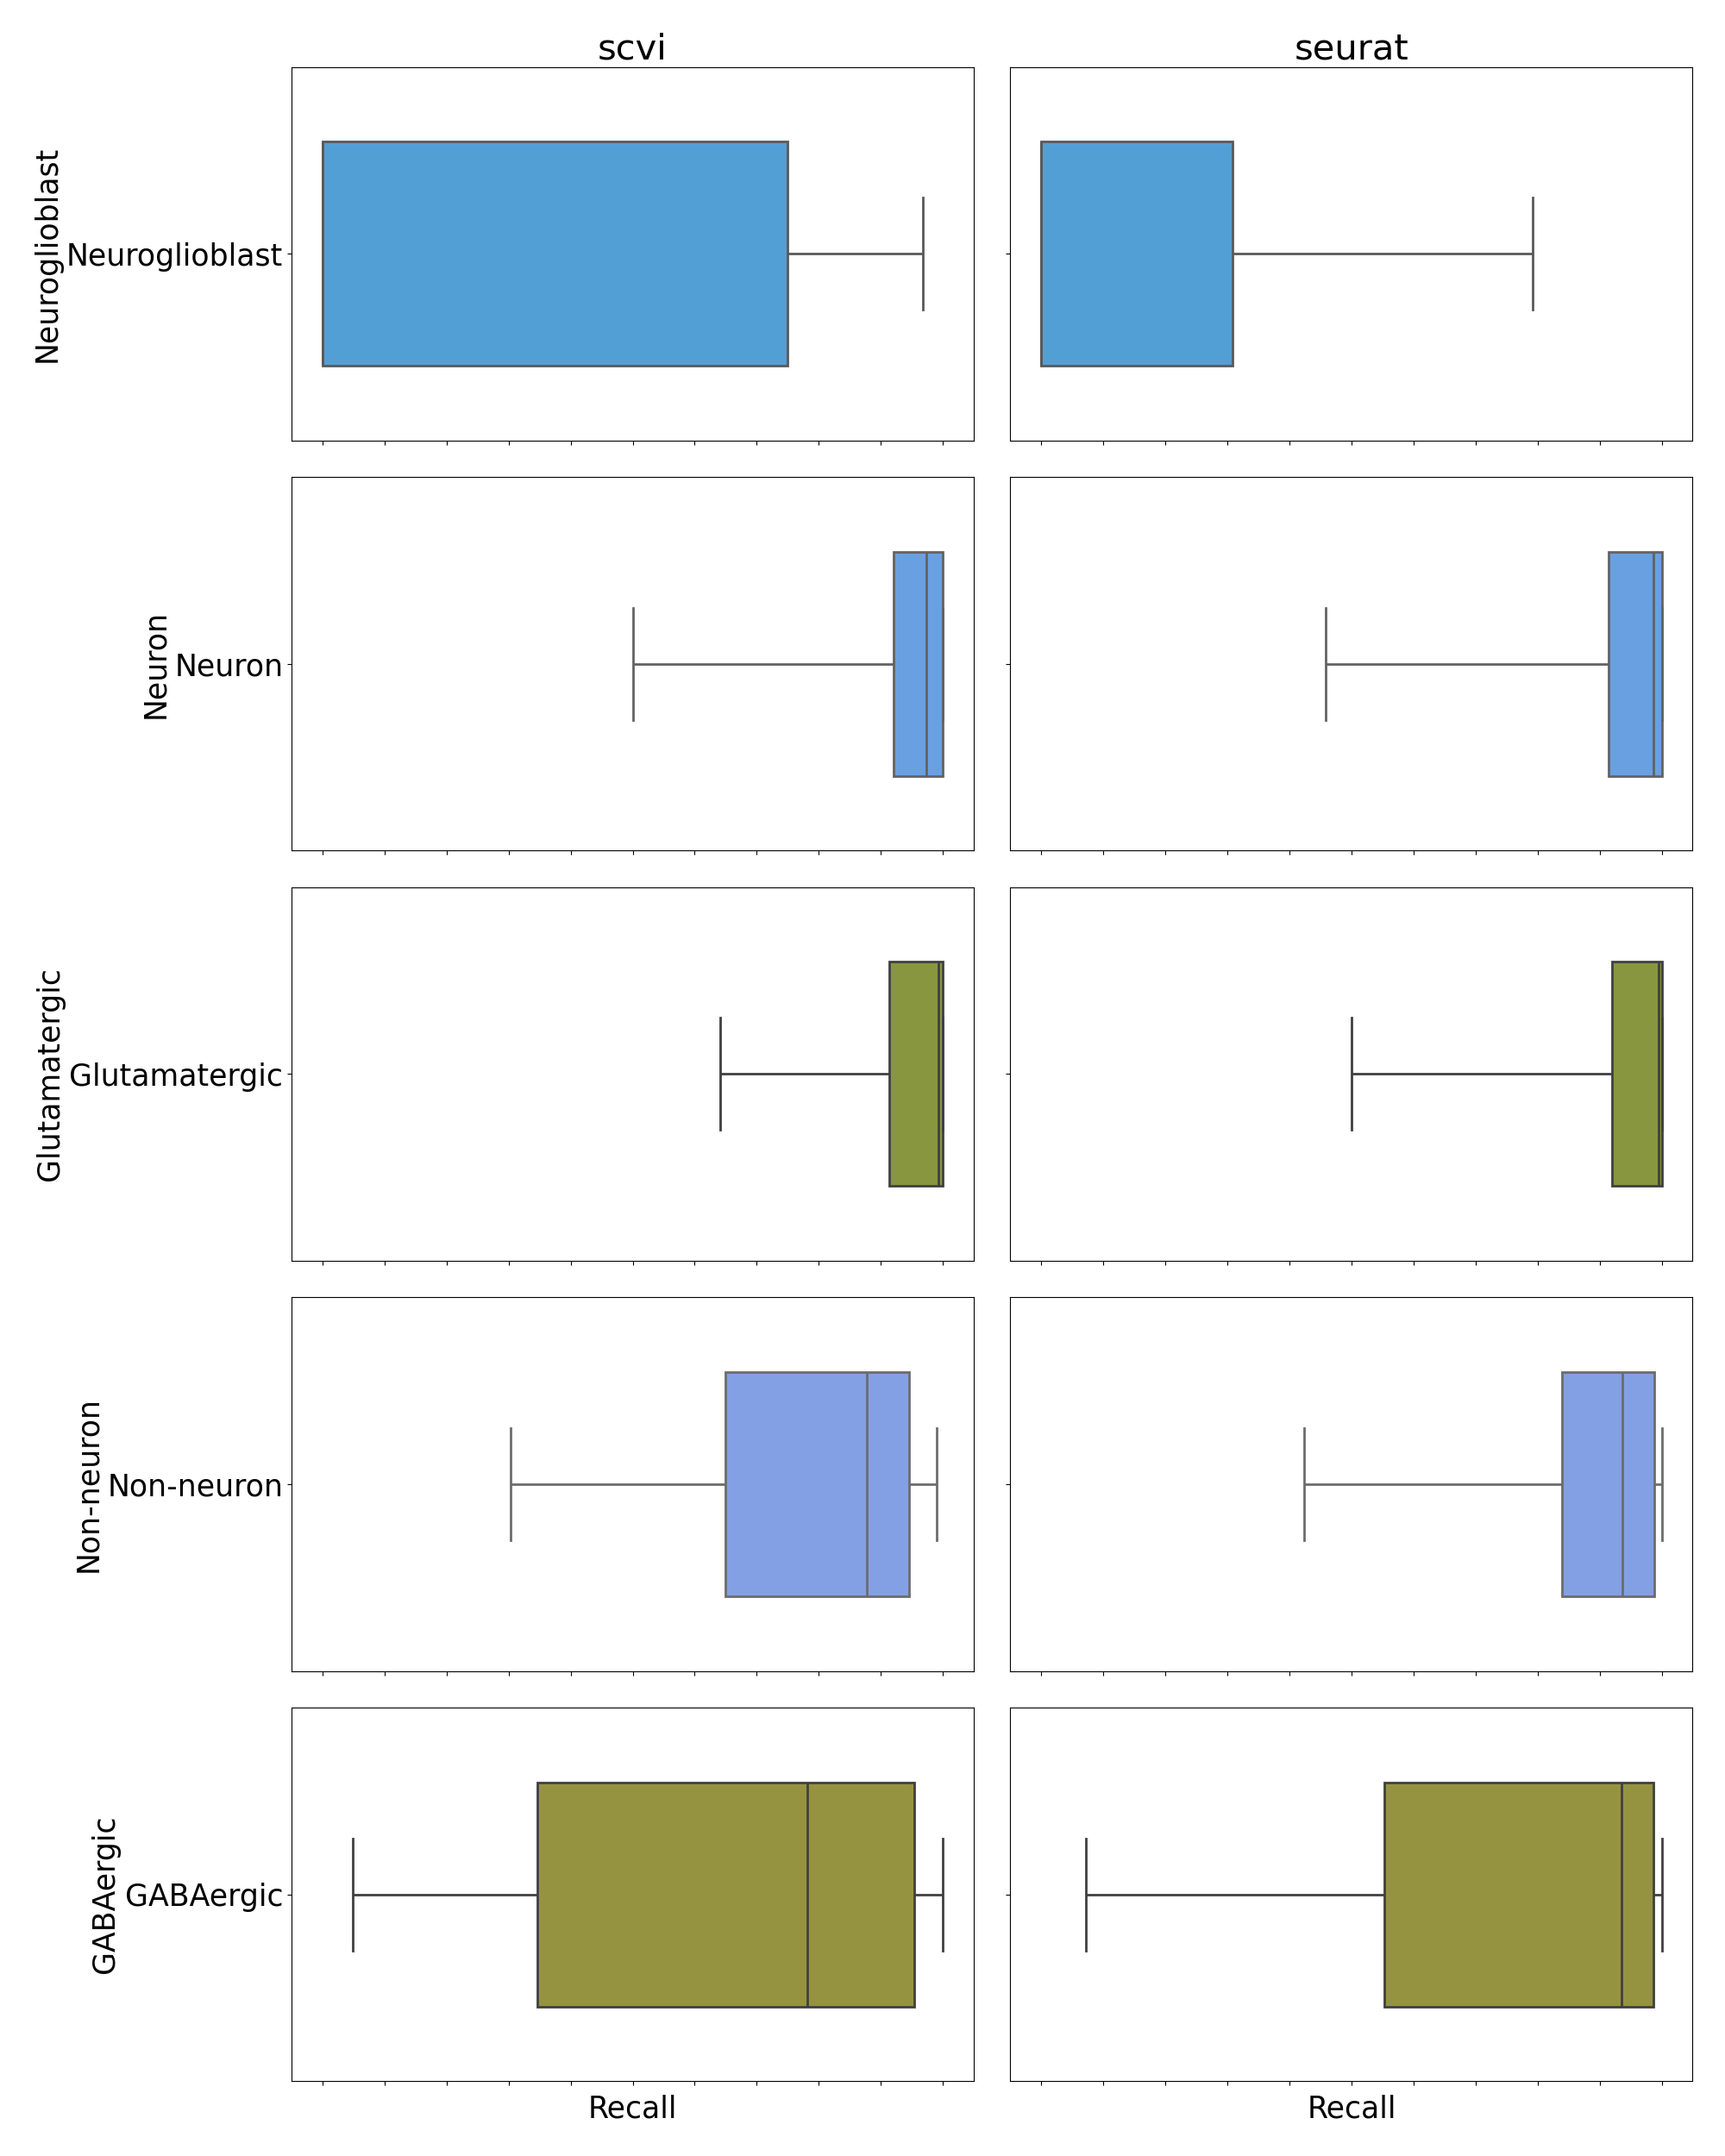 scvi
seurat
Neuroglioblast
Neuroglioblast
Neuron
Neuron
Glutamatergic
Glutamatergic
Non-neuron
Non-neuron
GABAergic
GABAergic
Recall
Recall